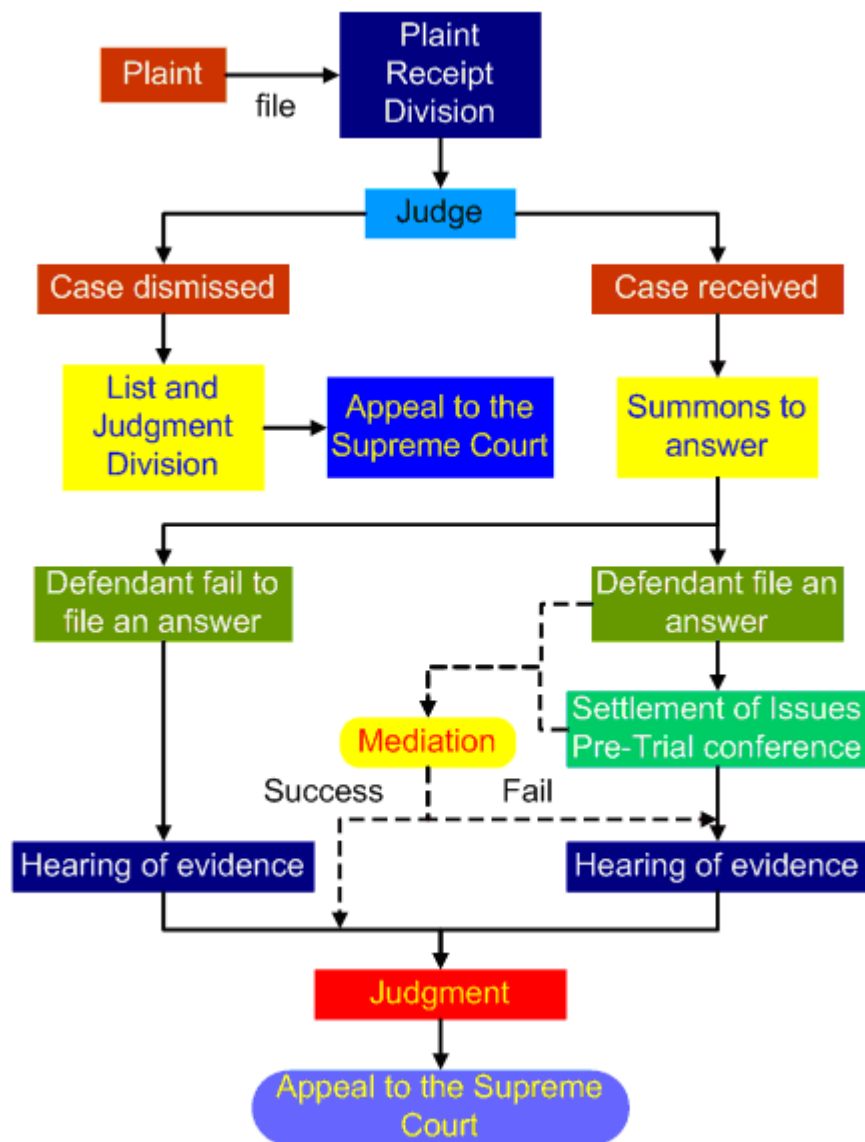 Plaint
file
Plaint
Receipt
Division
Judge
Case dismissed
Case received
List and
Judgment
Division
Appeal to the
Supreme Court
Summons to
answer
Defendant fail to
file an answer
Defendant file an
answer
Settlement of Issues
Pre-Trial conference
Mediation
Success
Fail
Hearing of evidence
Hearing of evidence
Judgment
Appeal to the Supreme
Court